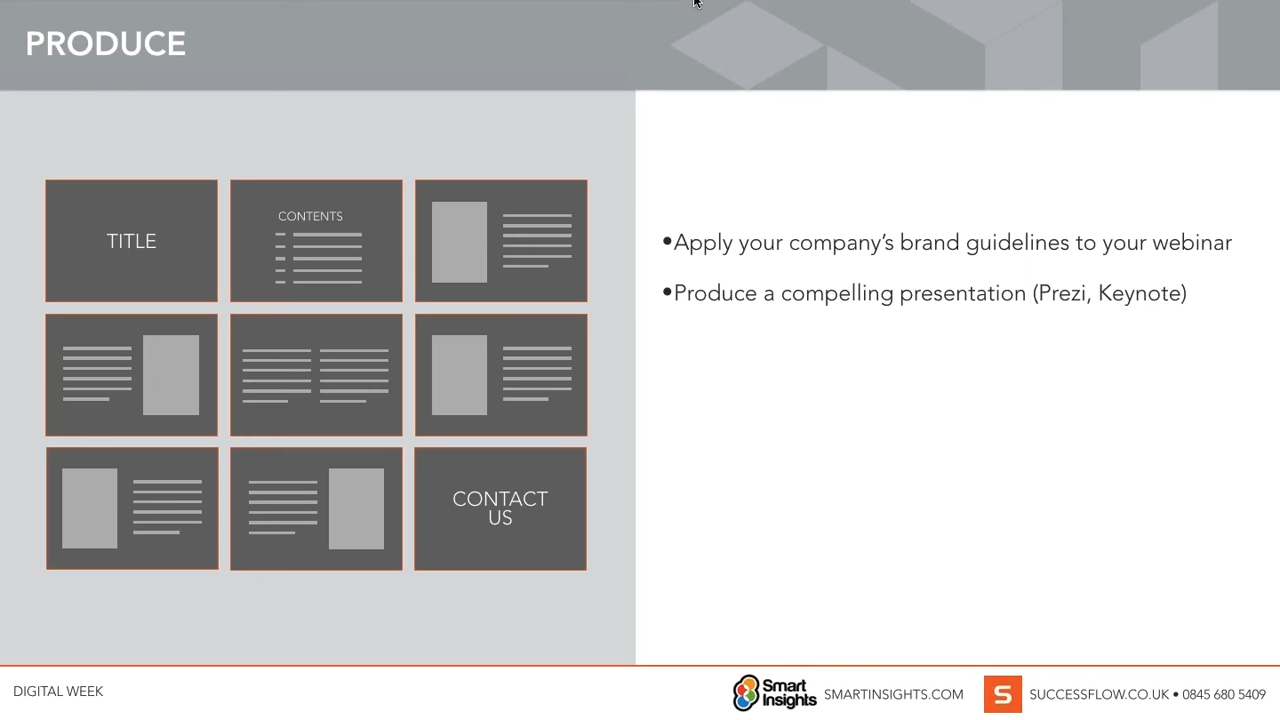 PRODUCE
TITLE
CONTENTS
CONTACT
US
•Apply your company’s brand guidelines to your webinar
•Produce a compelling presentation (Prezi, Keynote)
DIGITAL WEEK
Smart
Insights
SMARTINSIGHTS.COM
S
SUCCESSFLOW.CO.UK • 0845 680 5409